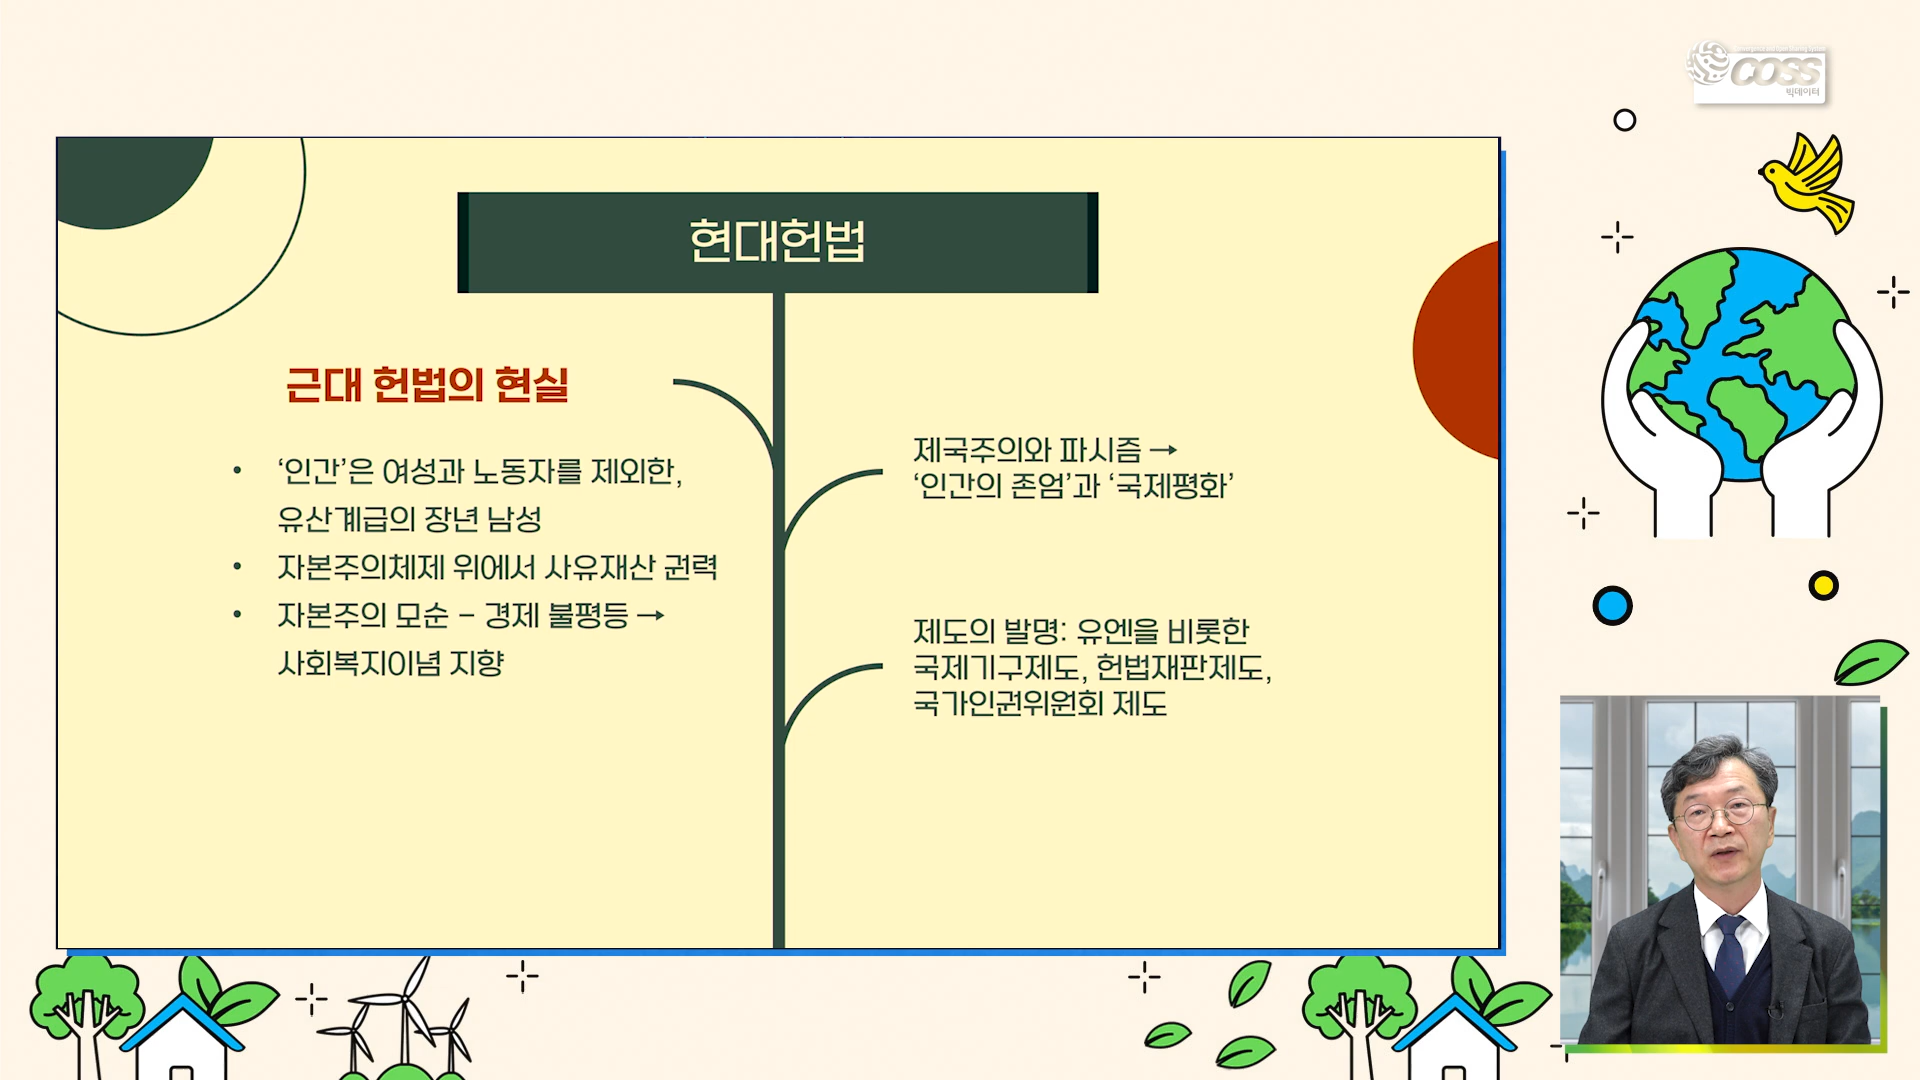 COSS
빅데이터
현대헌법
근대 헌법의 현실
• ‘인간’은 여성과 노동자를 제외한,
유산계급의 장년 남성
• 자본주의체제 위에서 사유재산 권력
• 자본주의 모순 – 경제 불평등 →
사회복지이념 지향
제국주의와 파시즘 →
‘인간의 존엄’과 ‘국제평화’
제도의 발명: 유엔을 비롯한
국제기구제도, 헌법재판제도,
국가인권위원회 제도